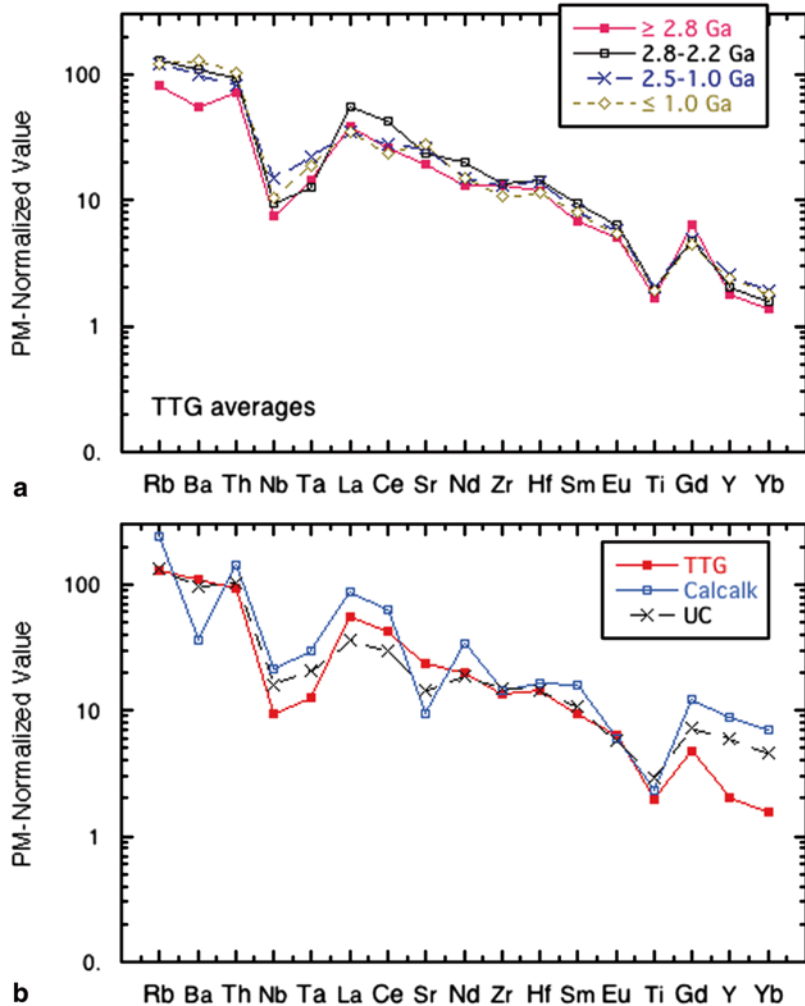 100
10
1
0.
PM-Normalized Value
≥ 2.8 Ga
2.8-2.2 Ga
2.5-1.0 Ga
≤ 1.0 Ga
TTG averages
a
Rb Ba Th Nb Ta La Ce Sr Nd Zr Hf Sm Eu Ti Gd Y Yb
100
10
1
0.
PM-Normalized Value
TTG
Calcalk
UC
b
Rb Ba Th Nb Ta La Ce Sr Nd Zr Hf Sm Eu Ti Gd Y Yb